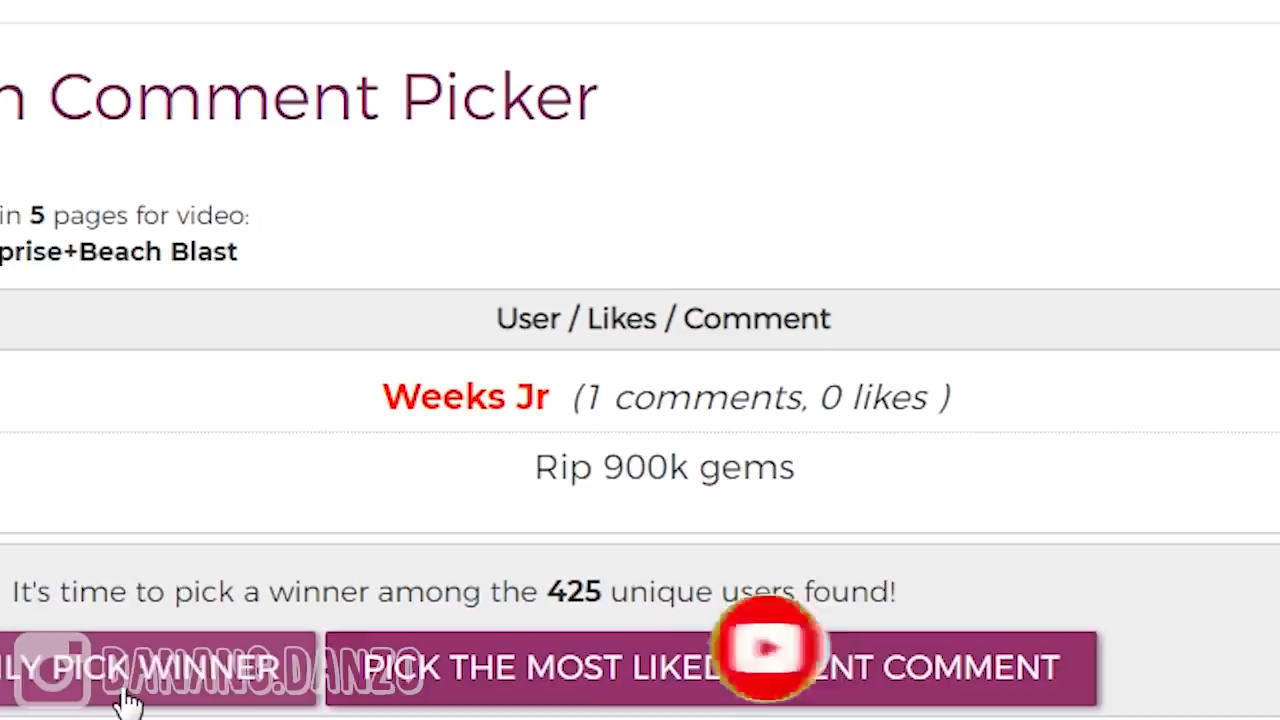 n Comment Picker
in 5 pages for video:
prise+Beach Blast
User / Likes / Comment
Weeks Jr (1 comments, 0 likes )
Rip 900k gems
It's time to pick a winner among the 425 unique users found!
LY PICK WINNER
PICK THE MOST LIKED ENT COMMENT
DANANG.DANZO